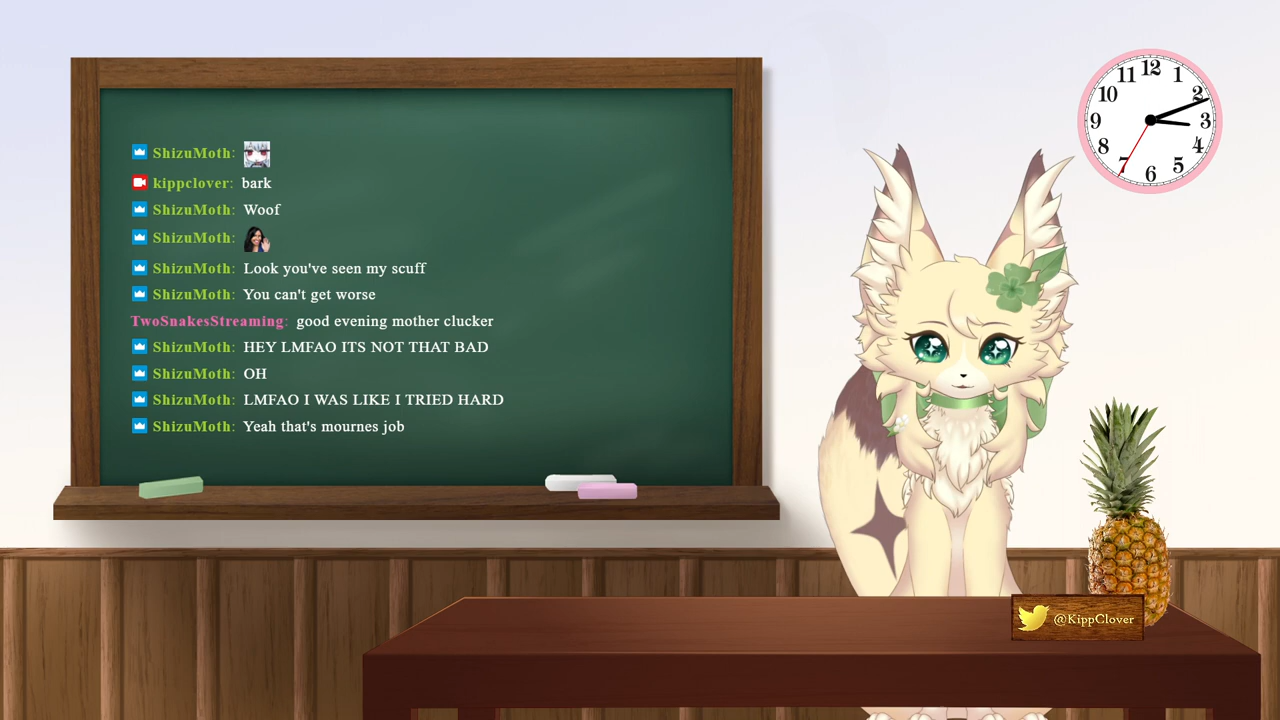 ShizuMoth:
kippclover: bark
ShizuMoth: Woof
ShizuMoth:
ShizuMoth: Look you've seen my scuff
ShizuMoth: You can't get worse
TwoSnakesStreaming: good evening mother clucker
ShizuMoth: HEY LMFAO ITS NOT THAT BAD
ShizuMoth: OH
ShizuMoth: LMFAO I WAS LIKE I TRIED HARD
ShizuMoth: Yeah that's mournes job
12
1
2
3
4
5
6
7
8
9
10
11
@KippClover